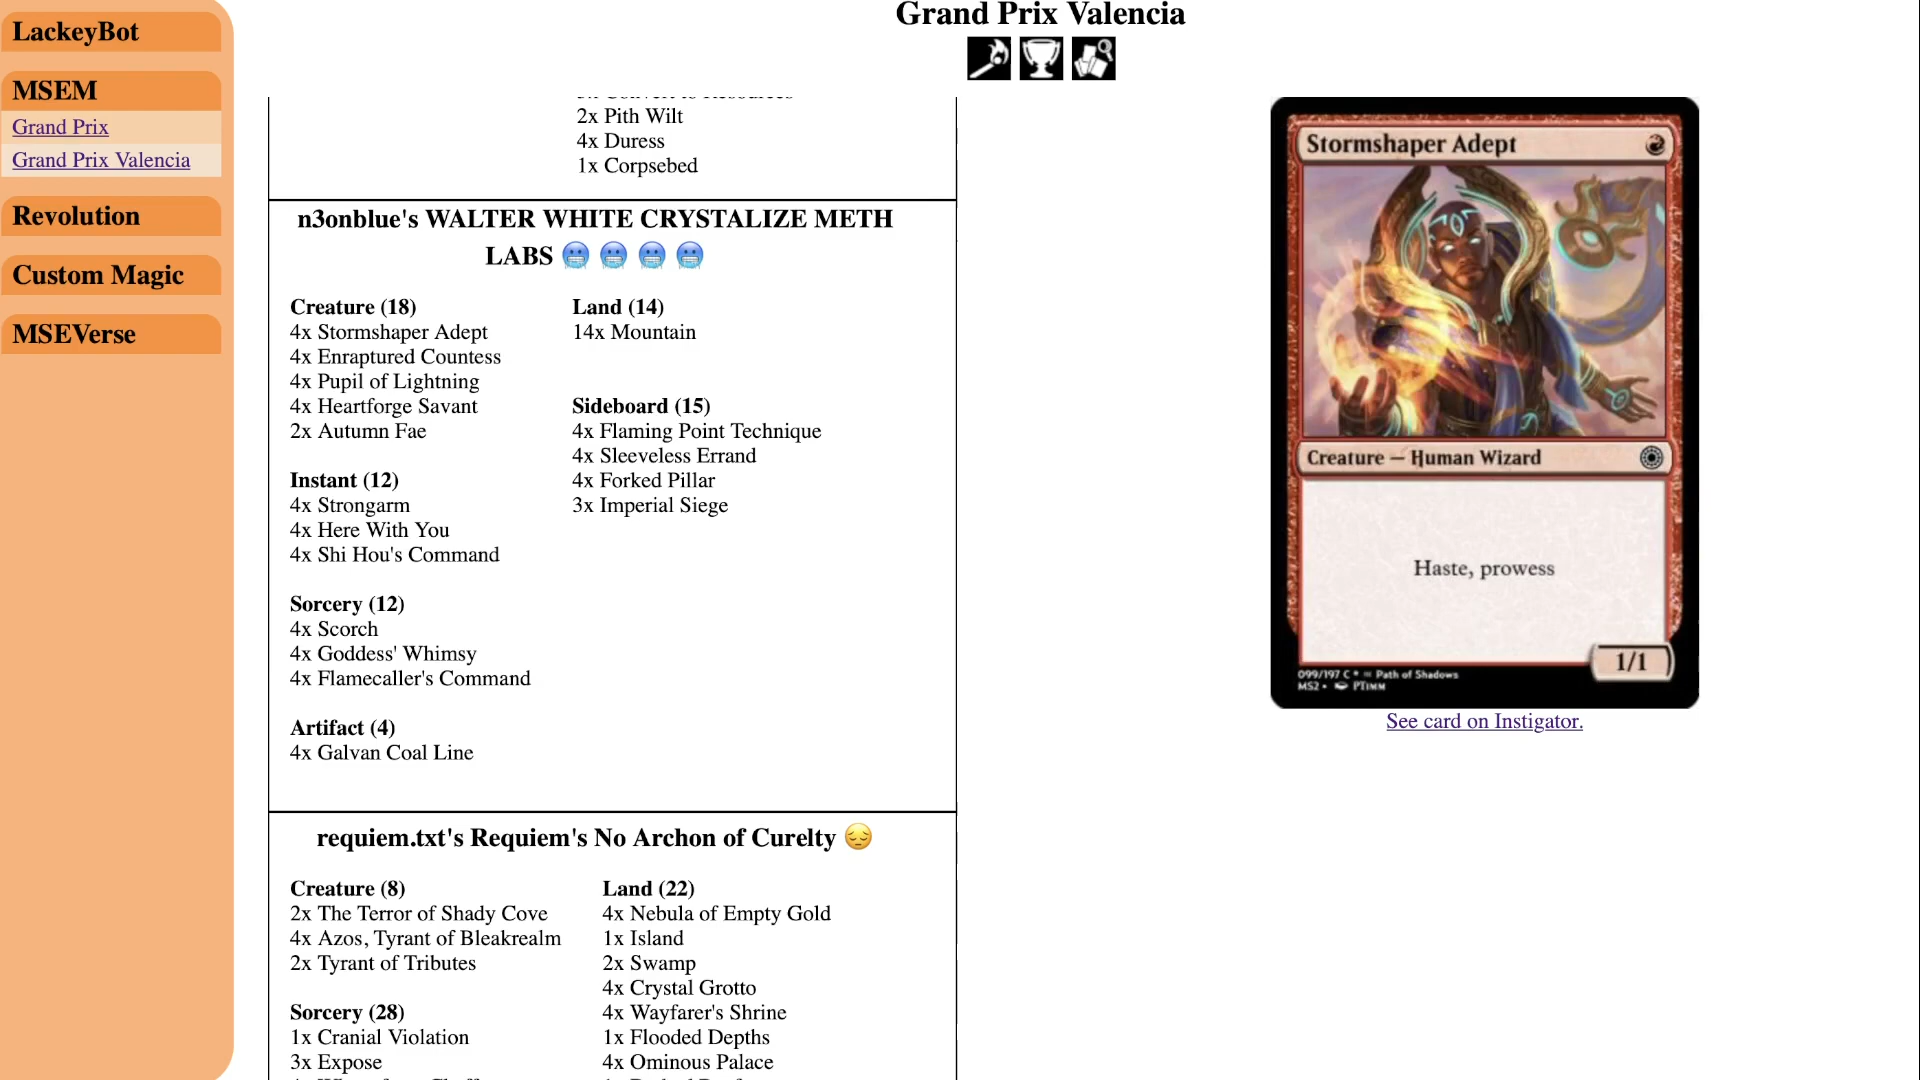 LackeyBot
MSEM
Grand Prix
Grand Prix Valencia
Revolution
Custom Magic
MSEVerse
Grand Prix Valencia
2x Pith Wilt
4x Duress
1x Corpsebed
n3onblue's WALTER WHITE CRYSTALIZE METH
LABS 🥶 🥶 🥶 🥶
Creature (18)
4x Stormshaper Adept
4x Enraptured Countess
4x Pupil of Lightning
4x Heartforge Savant
2x Autumn Fae
Instant (12)
4x Strongarm
4x Here With You
4x Shi Hou's Command
Sorcery (12)
4x Scorch
4x Goddess' Whimsy
4x Flamecaller's Command
Artifact (4)
4x Galvan Coal Line
Land (14)
14x Mountain
Sideboard (15)
4x Flaming Point Technique
4x Sleeveless Errand
4x Forked Pillar
3x Imperial Siege
requiem.txt's Requiem's No Archon of Curelty 😔
Creature (8)
2x The Terror of Shady Cove
4x Azos, Tyrant of Bleakrealm
2x Tyrant of Tributes
Sorcery (28)
1x Cranial Violation
3x Expose
Land (22)
4x Nebula of Empty Gold
1x Island
2x Swamp
4x Crystal Grotto
4x Wayfarer's Shrine
1x Flooded Depths
4x Ominous Palace
Stormshaper Adept
Creature — Human Wizard
Haste, prowess
1/1
099/197 C * Path of Shadows
MS2 • PTimm
See card on Instigator.